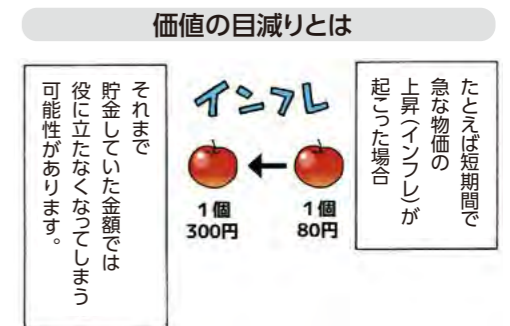 価値の目減りとは
たとえば短期間で
急な物価の
上昇(インフレ)が
起こった場合
インフレ
1個
80円
1個
300円
それまで
貯金していた金額では
役に立たなくなってしまう
可能性があります。